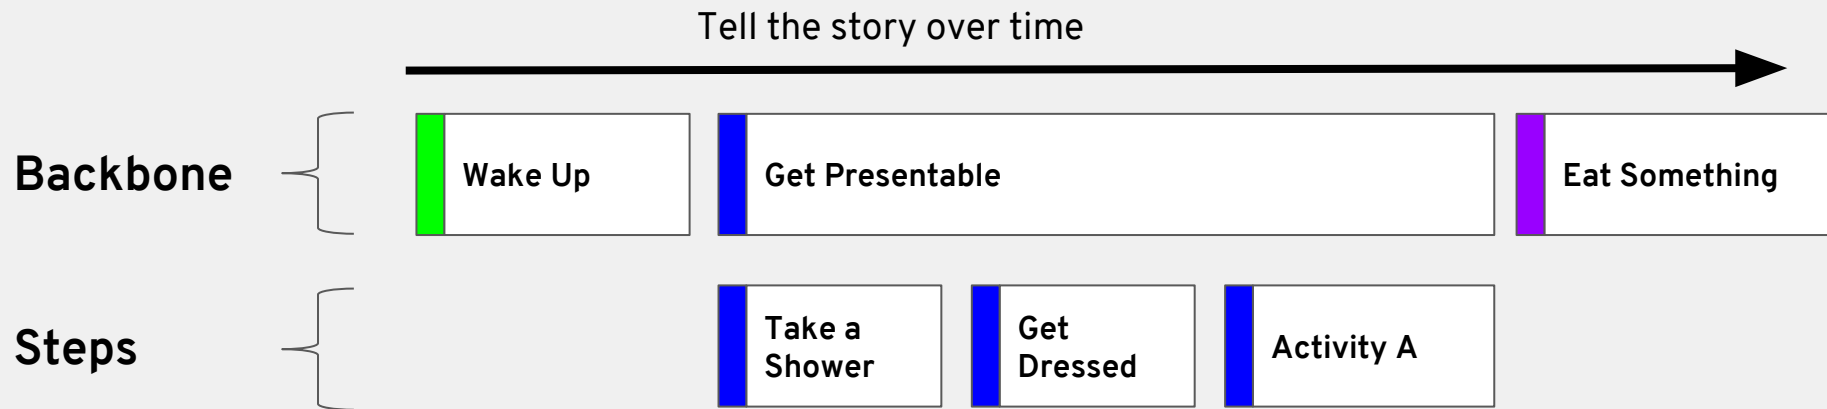 Tell the story over time
Backbone
Wake Up
Get Presentable
Eat Something
Steps
Take a
Shower
Get
Dressed
Activity A